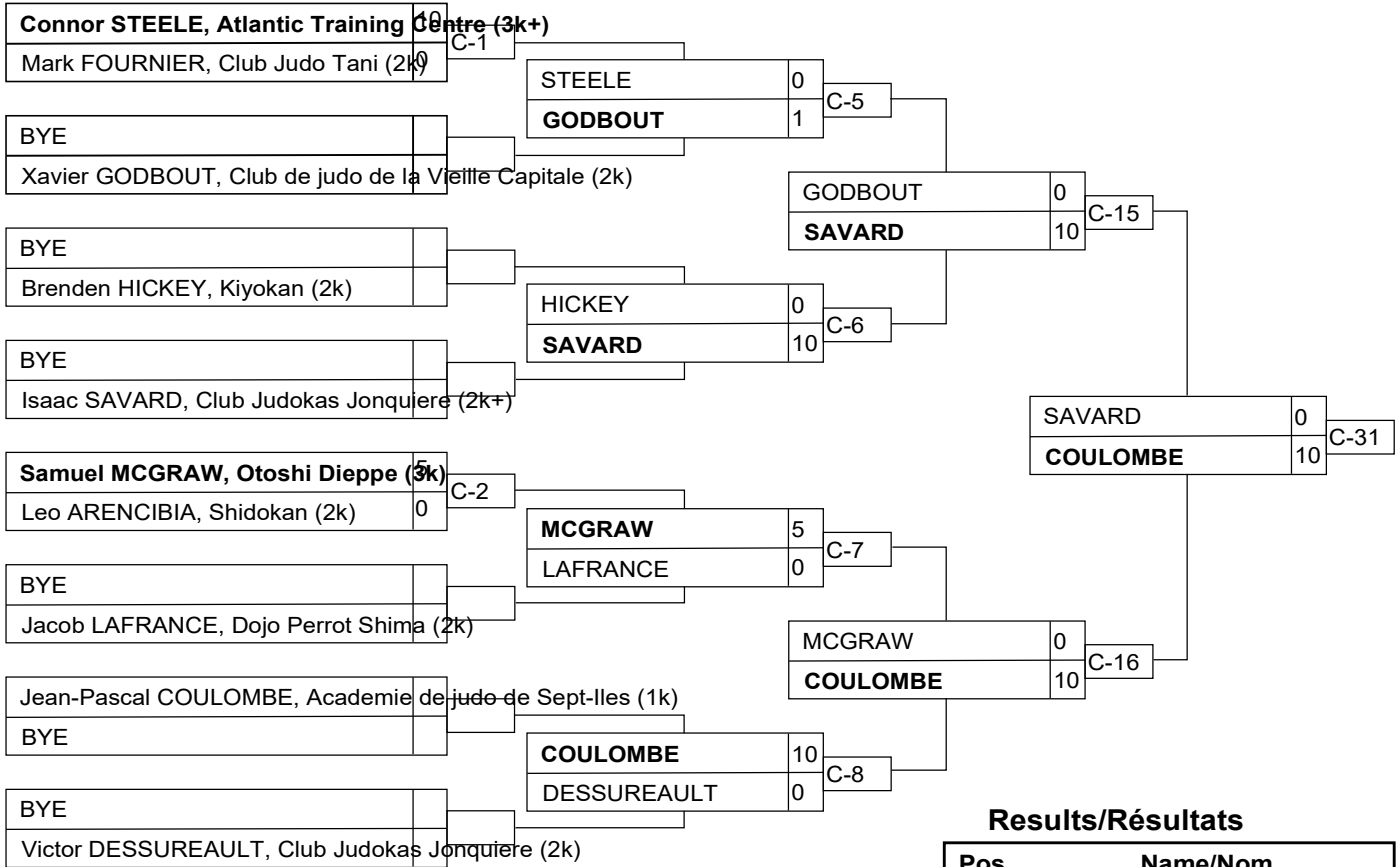 Connor STEELE, Atlantic Training Centre (3k+) 10
Mark FOURNIER, Club Judo Tani (2k) 0
C-1
BYE
Xavier GODBOUT, Club de judo de la Vieille Capitale (2k)
BYE
Brenden HICKEY, Kiyokan (2k)
BYE
Isaac SAVARD, Club Judokas Jonquiere (2k+)
Samuel MCGRAW, Otoshi Dieppe (3k) 5
Leo ARENCIBIA, Shidokan (2k) 0
C-2
BYE
Jacob LAFRANCE, Dojo Perrot Shima (2k)
Jean-Pascal COULOMBE, Academie de judo de Sept-Iles (1k)
BYE
BYE
Victor DESSUREAULT, Club Judokas Jonquiere (2k)
STEELE 0
GODBOUT 1
C-5
HICKEY 0
SAVARD 10
C-6
MCGRAW 5
LAFRANCE 0
C-7
COULOMBE 10
DESSUREAULT 0
C-8
GODBOUT 0
SAVARD 10
C-15
MCGRAW 0
COULOMBE 10
C-16
SAVARD 0
COULOMBE 10
C-31
Results/Résultats
Pos Name/Nom